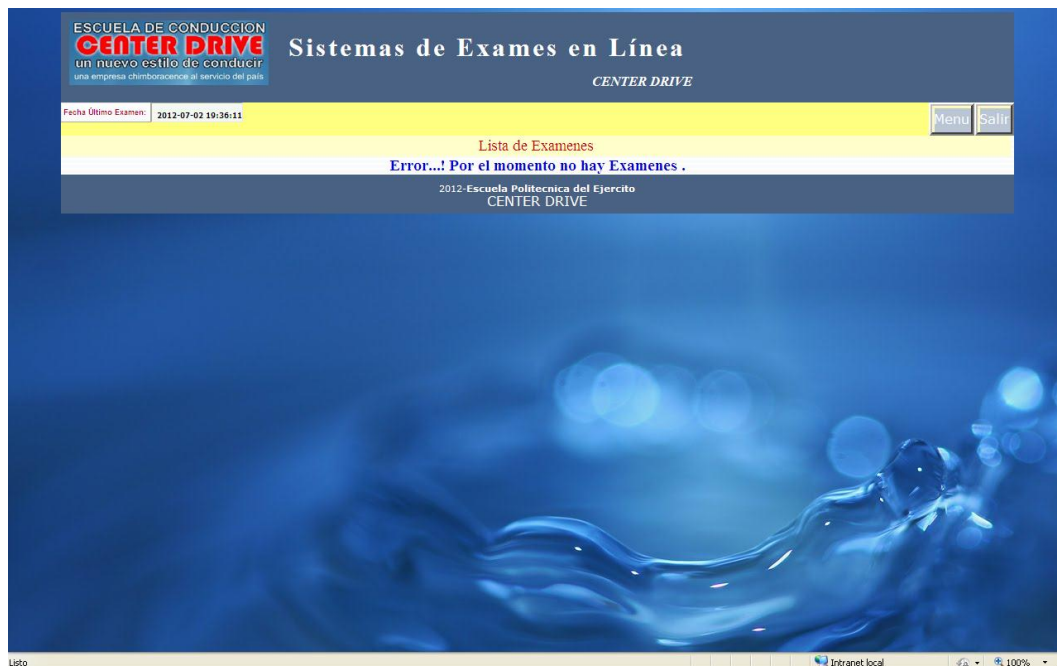 ESCUELA DE CONDUCCION
CENTER DRIVE
un nuevo estilo de conducir
una empresa chimboracence al servicio del país
Sistemas de Exames en Línea
CENTER DRIVE
Fecha Último Examen: 2012-07-02 19:36:11
Menu Salir
Lista de Examenes
Error...! Por el momento no hay Examenes .
2012-Escuela Politecnica del Ejercito
CENTER DRIVE
Listo Intranet local 100%